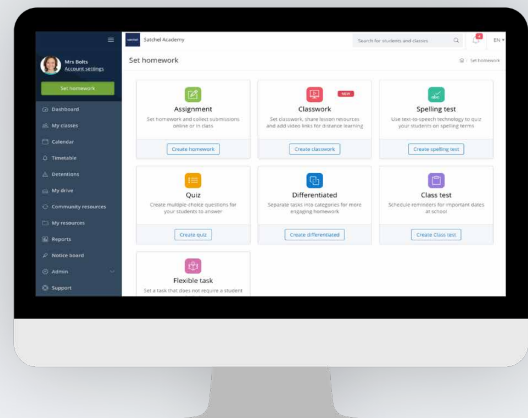 Satchel Academy
Search for students and classes
EN
Mrs Bolts
Account settings
Set homework
Set homework
Set homework
Dashboard
My classes
Calendar
Timetable
Detentions
My drive
Community resources
My resources
Reports
Notice board
Admin
Support
Assignment
Set homework and collect submissions
online or in class
Create homework
NEW
Classwork
Set classwork, share lesson resources
and add video links for distance learning
Create classwork
Spelling test
Use text-to-speech technology to quiz
your students on spelling terms
Create spelling test
Quiz
Create multiple choice questions for
your students to answer
Create quiz
Differentiated
Separate tasks into categories for more
engaging homework
Create differentiated
Class test
Schedule reminders for important dates
at school
Create Class test
Flexible task
Set a task that does not require a student